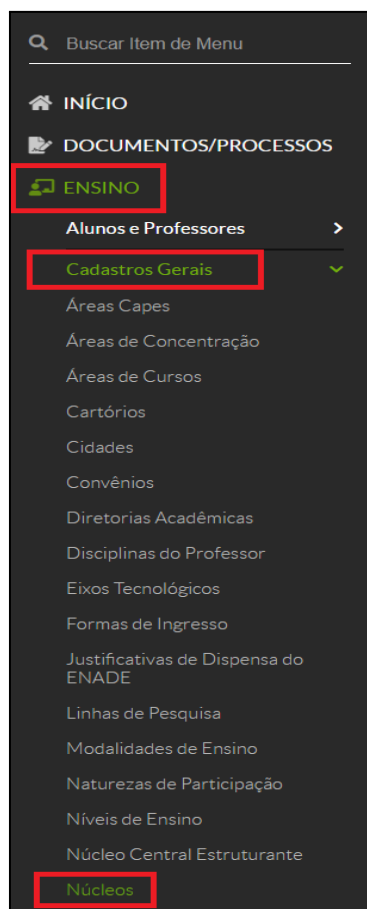 Buscar Item de Menu
INÍCIO
DOCUMENTOS/PROCESSOS
ENSINO
Alunos e Professores
Cadastros Gerais
Áreas Capes
Áreas de Concentração
Áreas de Cursos
Cartórios
Cidades
Convênios
Diretorias Acadêmicas
Disciplinas do Professor
Eixos Tecnológicos
Formas de Ingresso
Justificativas de Dispensa do
ENADE
Linhas de Pesquisa
Modalidades de Ensino
Naturezas de Participação
Níveis de Ensino
Núcleo Central Estruturante
Núcleos